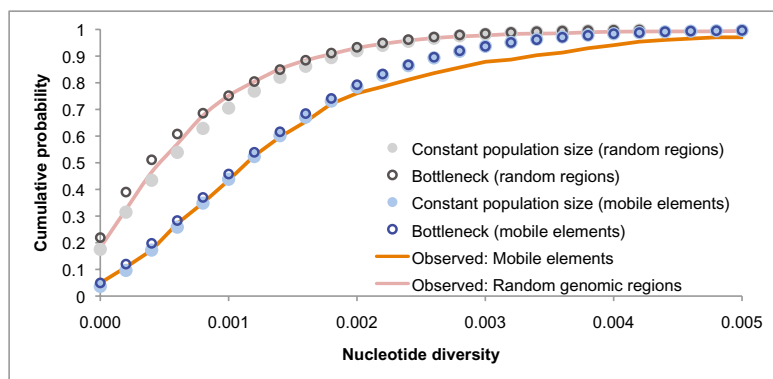 Cumulative probability
1
0.9
0.8
0.7
0.6
0.5
0.4
0.3
0.2
0.1
0
Constant population size (random regions)
Bottleneck (random regions)
Constant population size (mobile elements)
Bottleneck (mobile elements)
Observed: Mobile elements
Observed: Random genomic regions
0.000 0.001 0.002 0.003 0.004 0.005
Nucleotide diversity